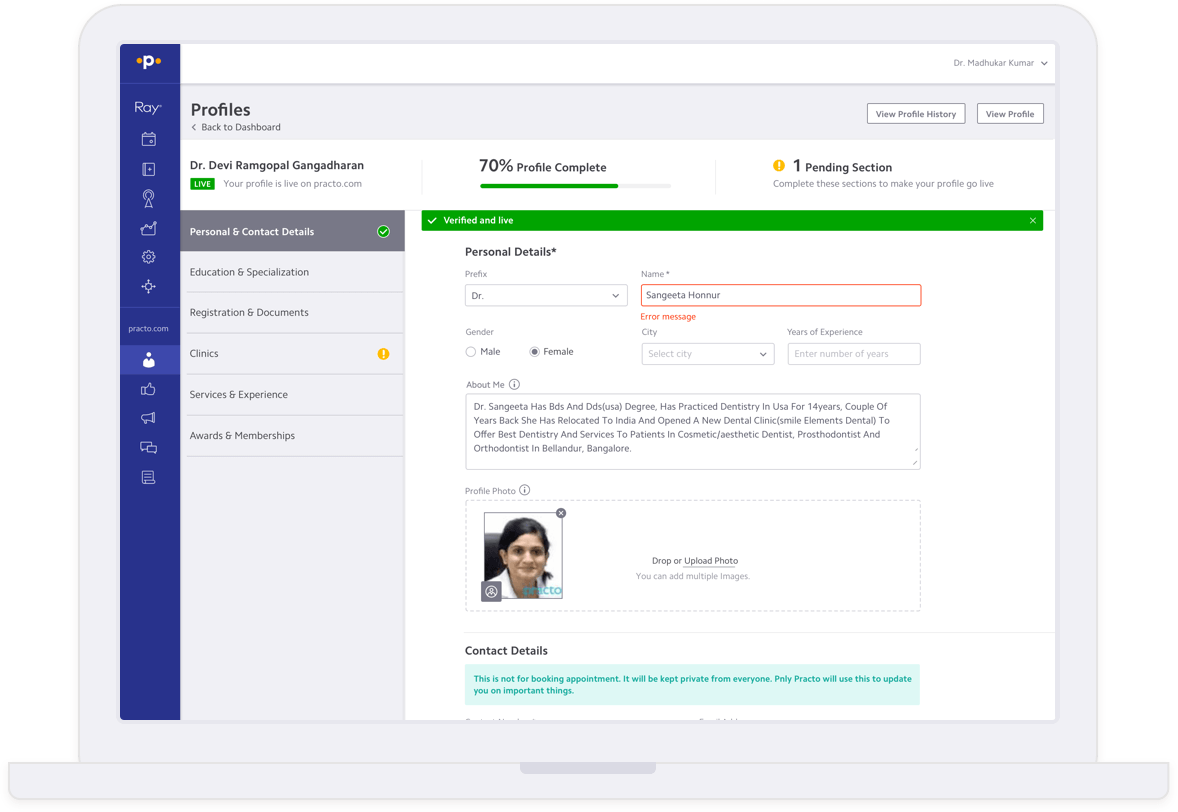 p
Dr. Madhukar Kumar
Ray
Profiles
Back to Dashboard
View Profile History
View Profile
Dr. Devi Ramgopal Gangadharan
LIVE Your profile is live on practo.com
70% Profile Complete
1 Pending Section
Complete these sections to make your profile go live
Personal & Contact Details
Education & Specialization
Registration & Documents
Clinics
Services & Experience
Awards & Memberships
practo.com
Verified and live
Personal Details*
Prefix
Name *
Dr.
Sangeeta Honnur
Error message
Gender
City
Years of Experience
Male
Female
Select city
Enter number of years
About Me
Dr. Sangeeta Has Bds And Dds(usa) Degree, Has Practiced Dentistry In Usa For 14years, Couple Of
Years Back She Has Relocated To India And Opened A New Dental Clinic(smile Elements Dental) To
Offer Best Dentistry And Services To Patients In Cosmetic/aesthetic Dentist, Prosthodontist And
Orthodontist In Bellandur, Bangalore.
Profile Photo
practo
Drop or Upload Photo
You can add multiple Images.
Contact Details
This is not for booking appointment. It will be kept private from everyone. Pnly Practo will use this to update
you on important things.